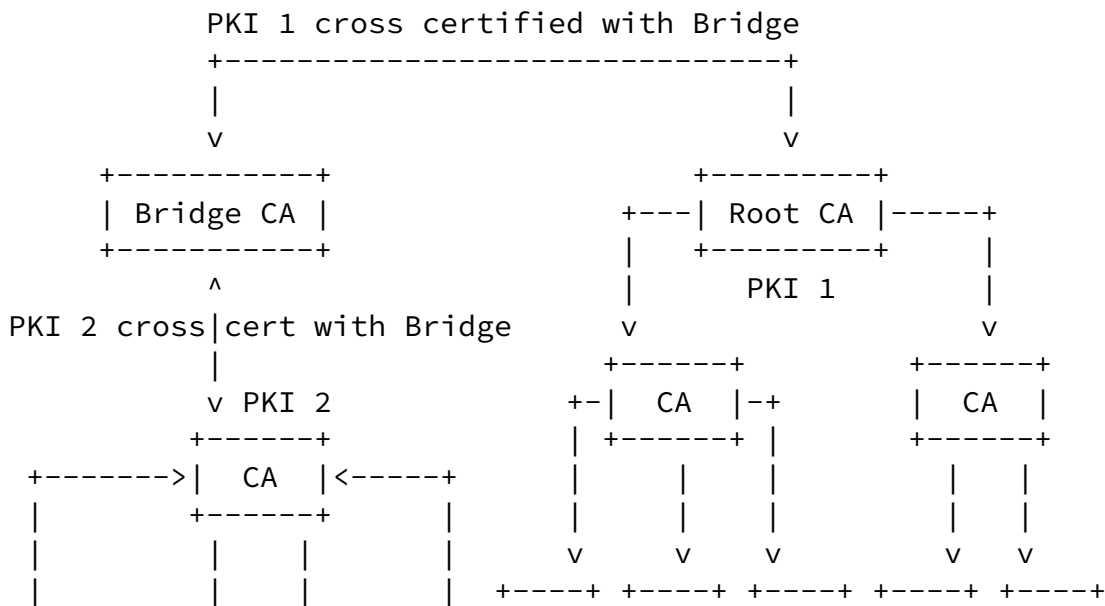 PKI 1 cross certified with Bridge
Bridge CA
Root CA
PKI 1
PKI 2 cross cert with Bridge
PKI 2
CA
CA
CA